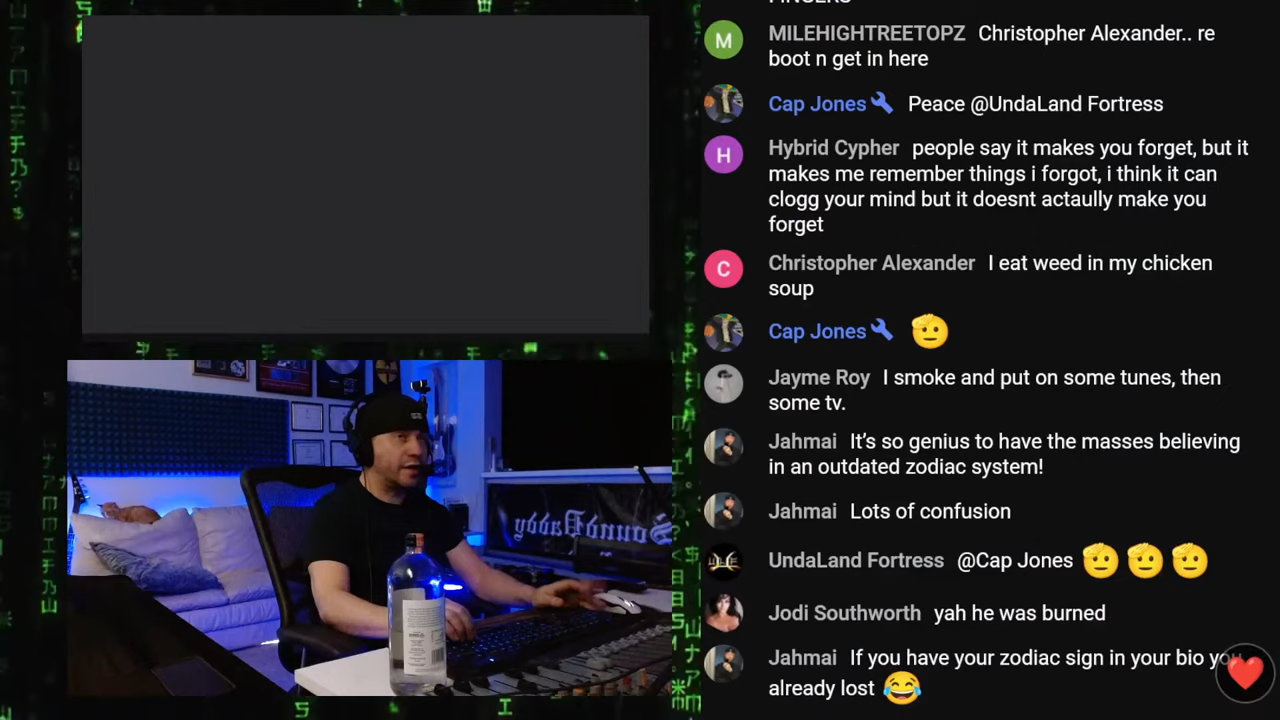 MILEHIGHTREETOPZ Christopher Alexander.. re
boot n get in here
Cap Jones Peace @UndaLand Fortress
H Hybrid Cypher people say it makes you forget, but it
makes me remember things i forgot, i think it can
clogg your mind but it doesnt actaully make you
forget
C Christopher Alexander I eat weed in my chicken
soup
Cap Jones 🫡
Jayme Roy I smoke and put on some tunes, then
some tv.
Jahmai It’s so genius to have the masses believing
in an outdated zodiac system!
Jahmai Lots of confusion
UndaLand Fortress @Cap Jones 🫡 🫡 🫡
Jodi Southworth yah he was burned
Jahmai If you have your zodiac sign in your bio you
already lost 😂
SoundDaddy